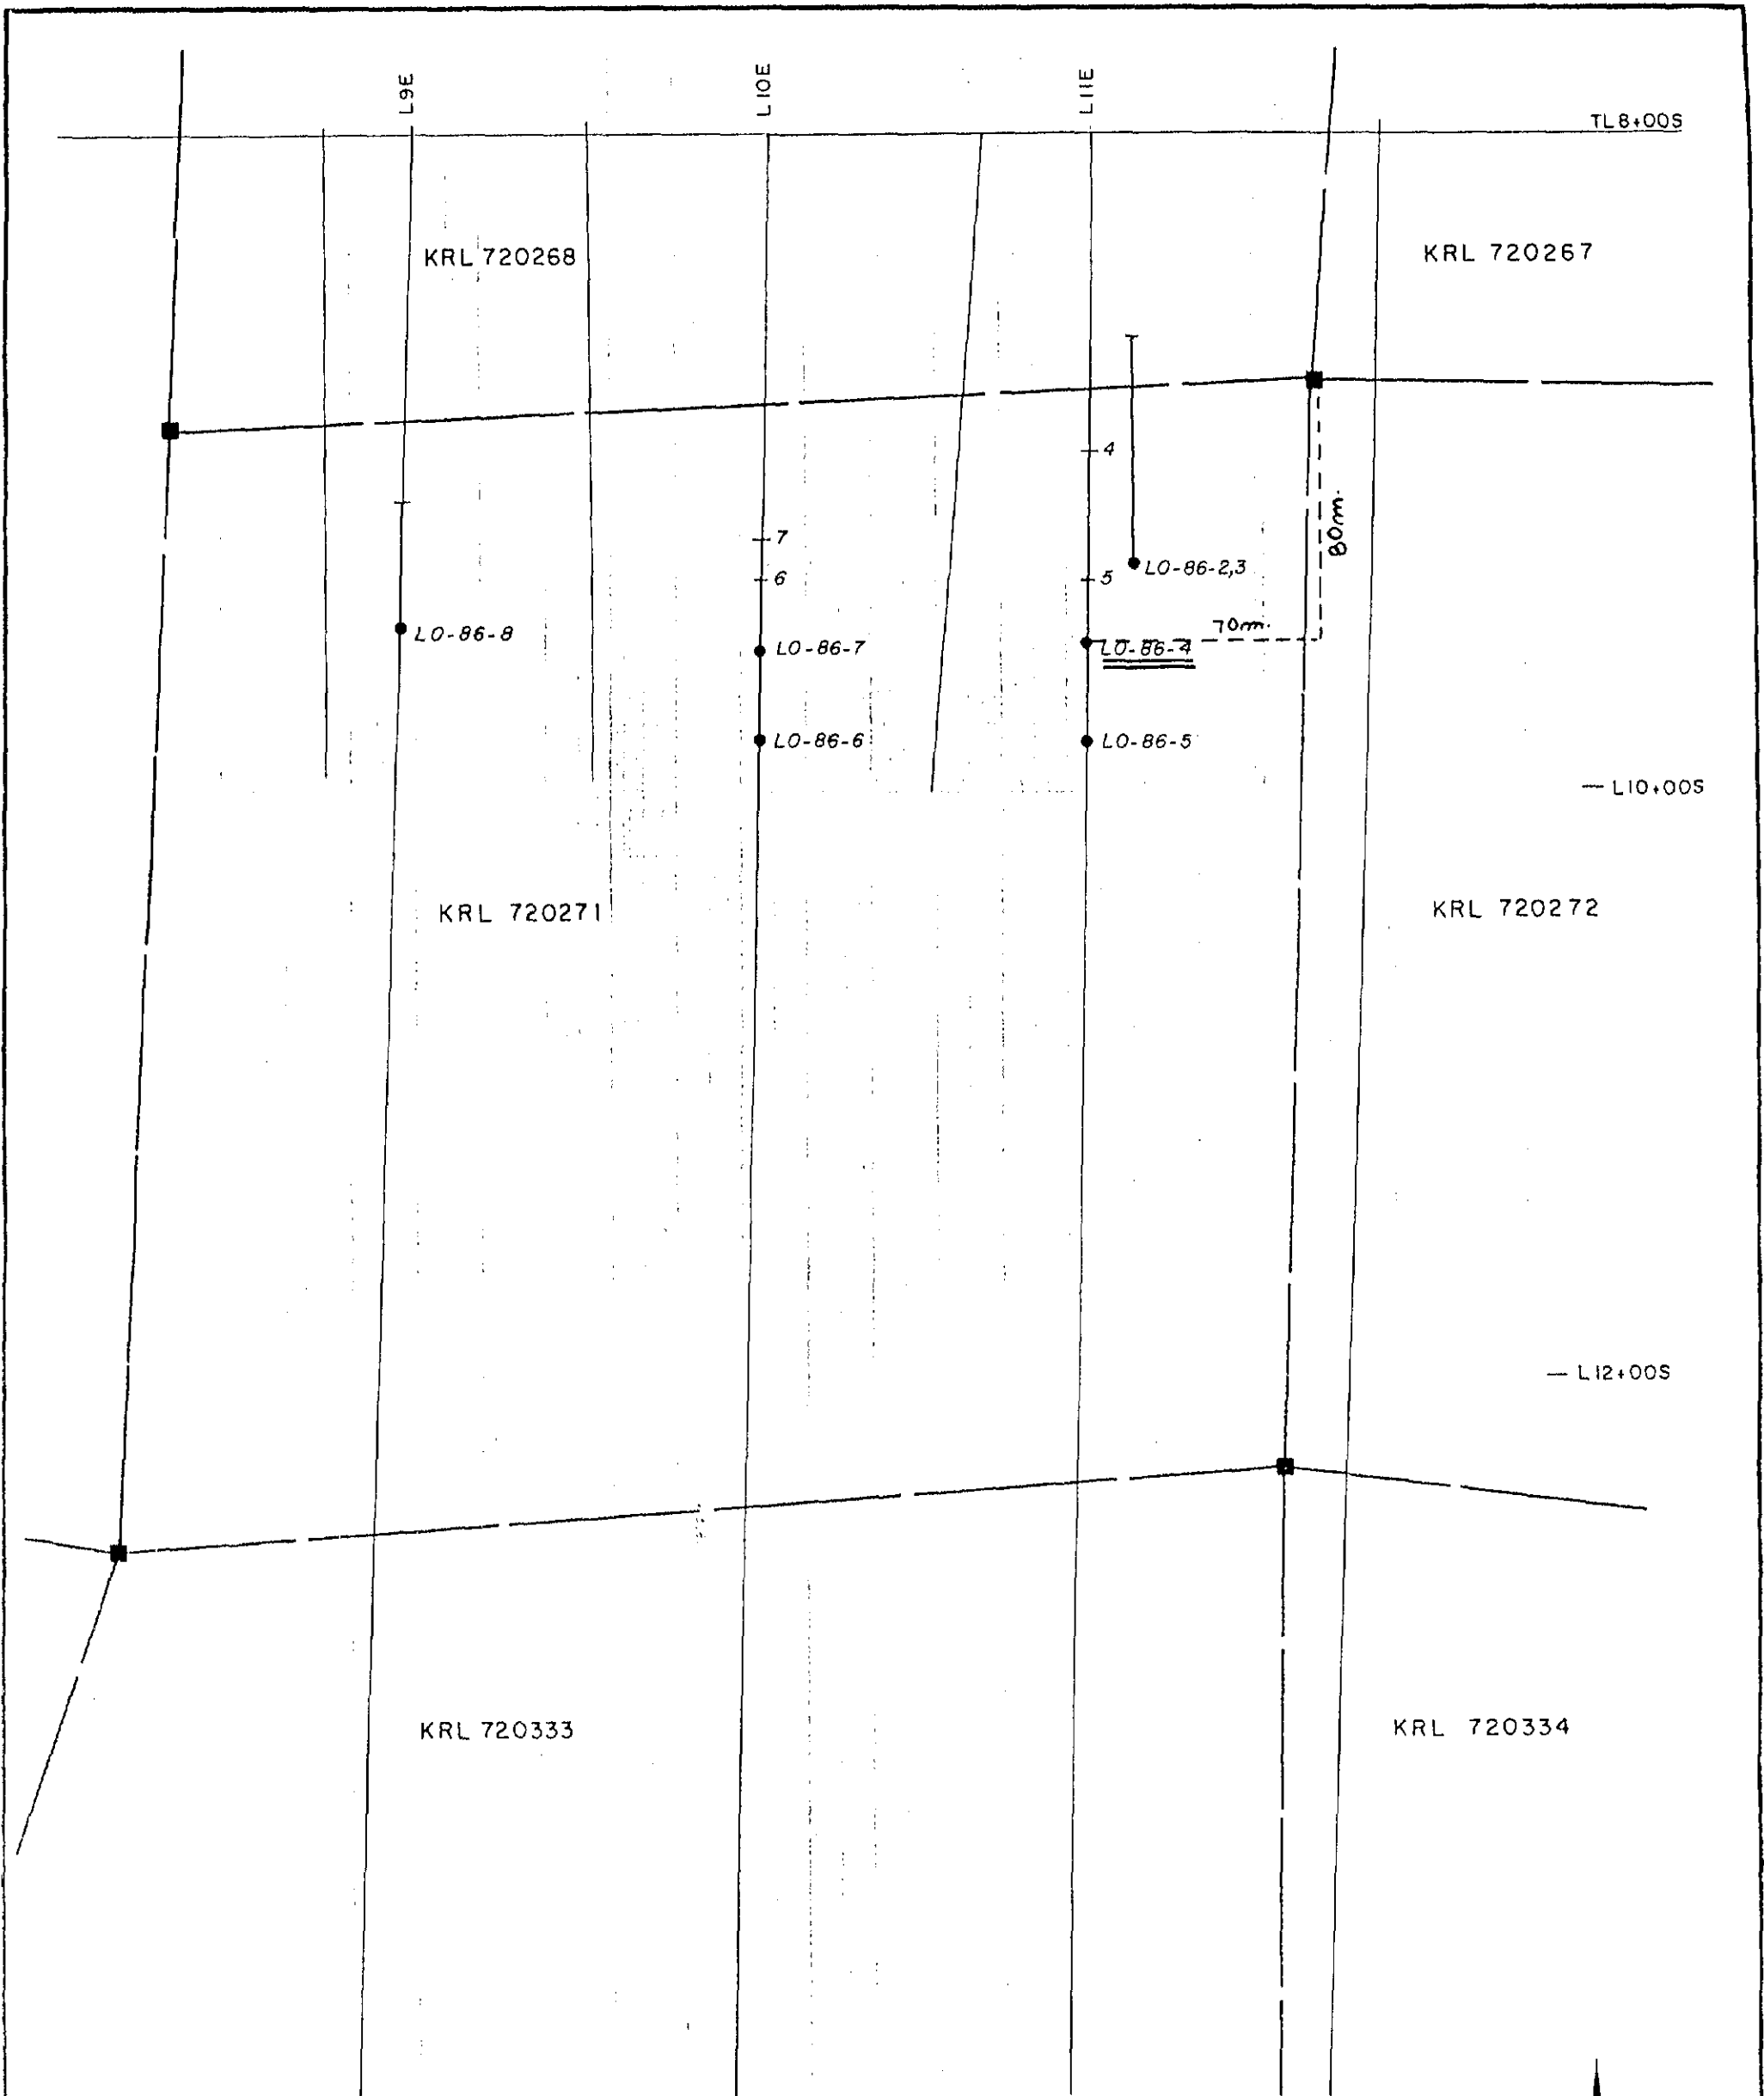 L9E
L10E
L11E
TL8+00S
KRL 720268
KRL 720267
4
7
5
LO-86-2,3
80m.
6
70m.
LO-86-8
LO-86-7
LO-86-4
LO-86-6
LO-86-5
L10+00S
KRL 720271
KRL 720272
L12+00S
KRL 720333
KRL 720334